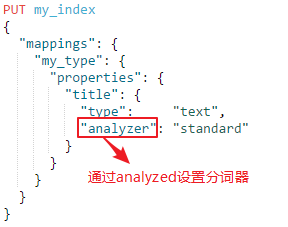 PUT my_index
{
  "mappings": {
    "my_type": {
      "properties": {
        "title": {
          "type":     "text",
          "analyzer": "standard"
        }
      }
    }
  }
}
通过analyzed设置分词器